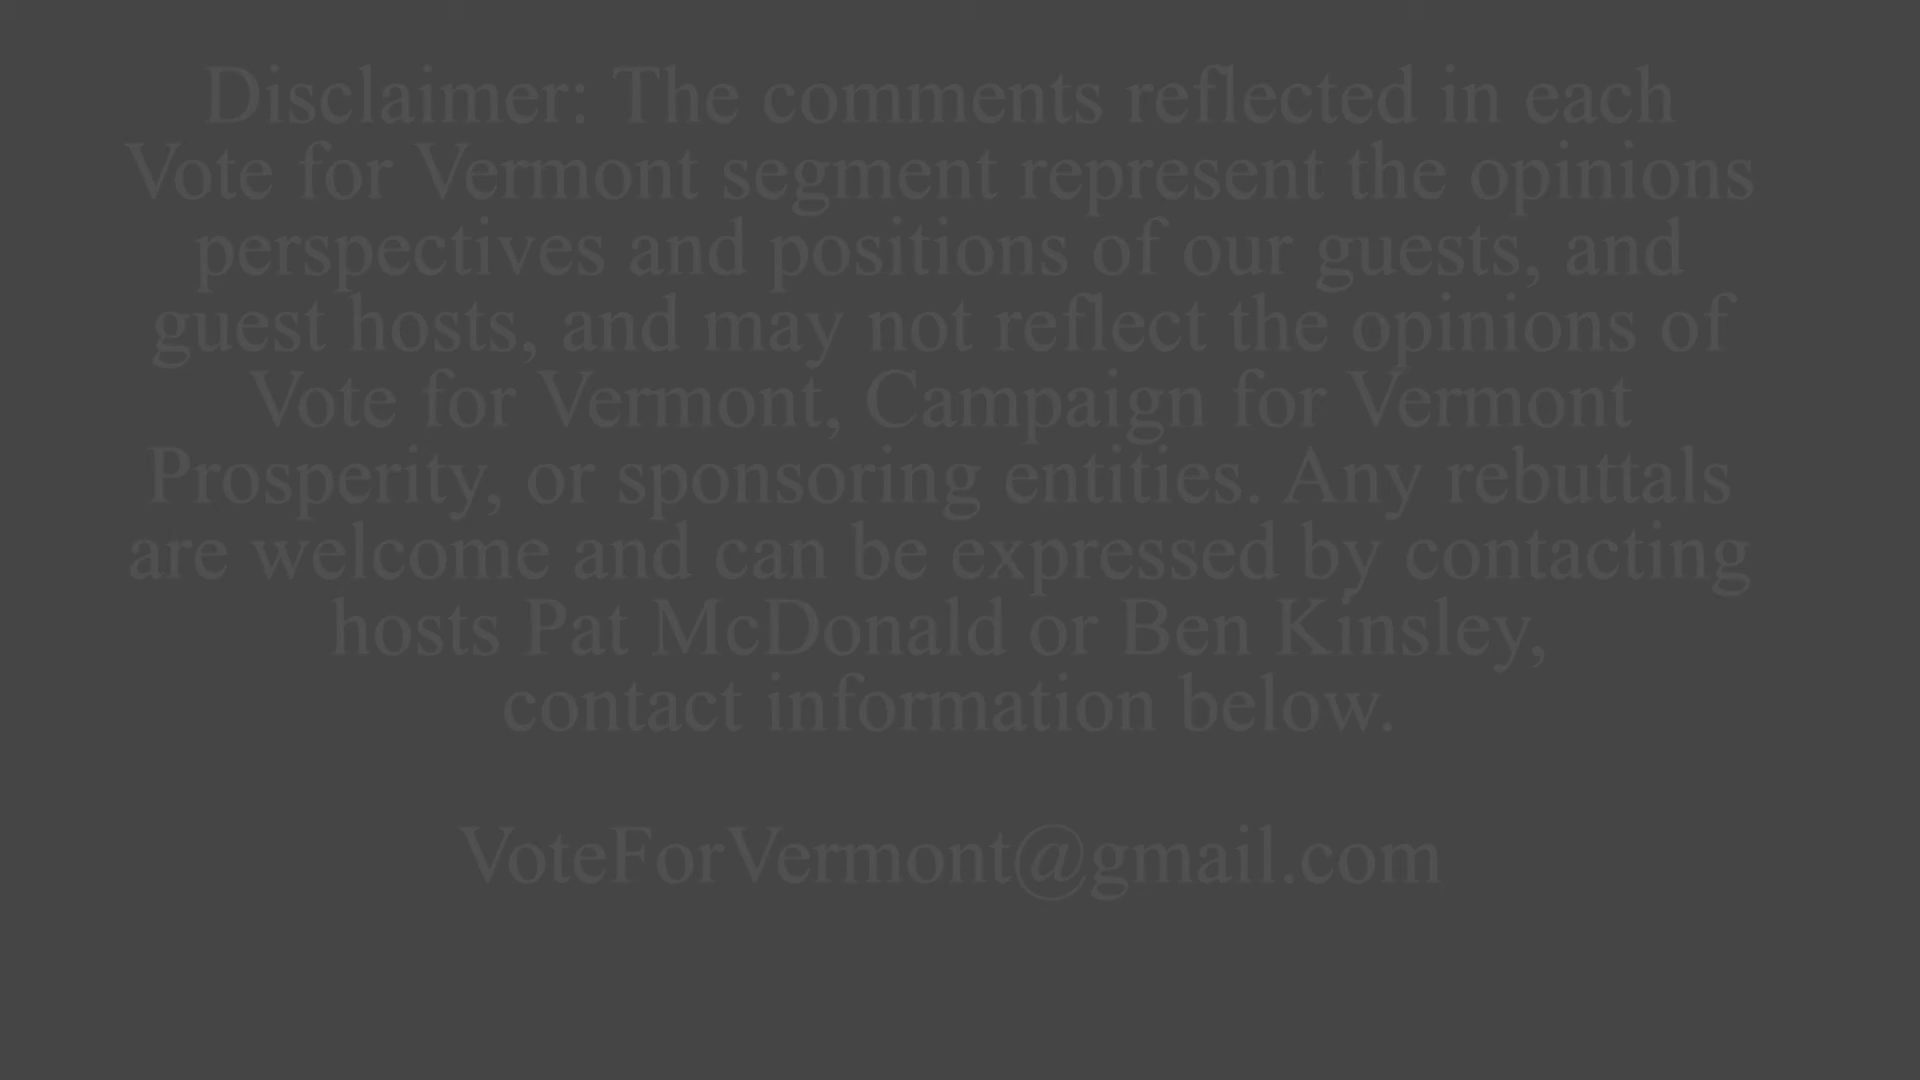 Disclaimer: The comments reflected in each
Vote for Vermont segment represent the opinions
perspectives and positions of our guests, and
guest hosts, and may not reflect the opinions of
Vote for Vermont, Campaign for Vermont
Prosperity, or sponsoring entities. Any rebuttals
are welcome and can be expressed by contacting
hosts Pat McDonald or Ben Kinsley,
contact information below.
VoteForVermont@gmail.com